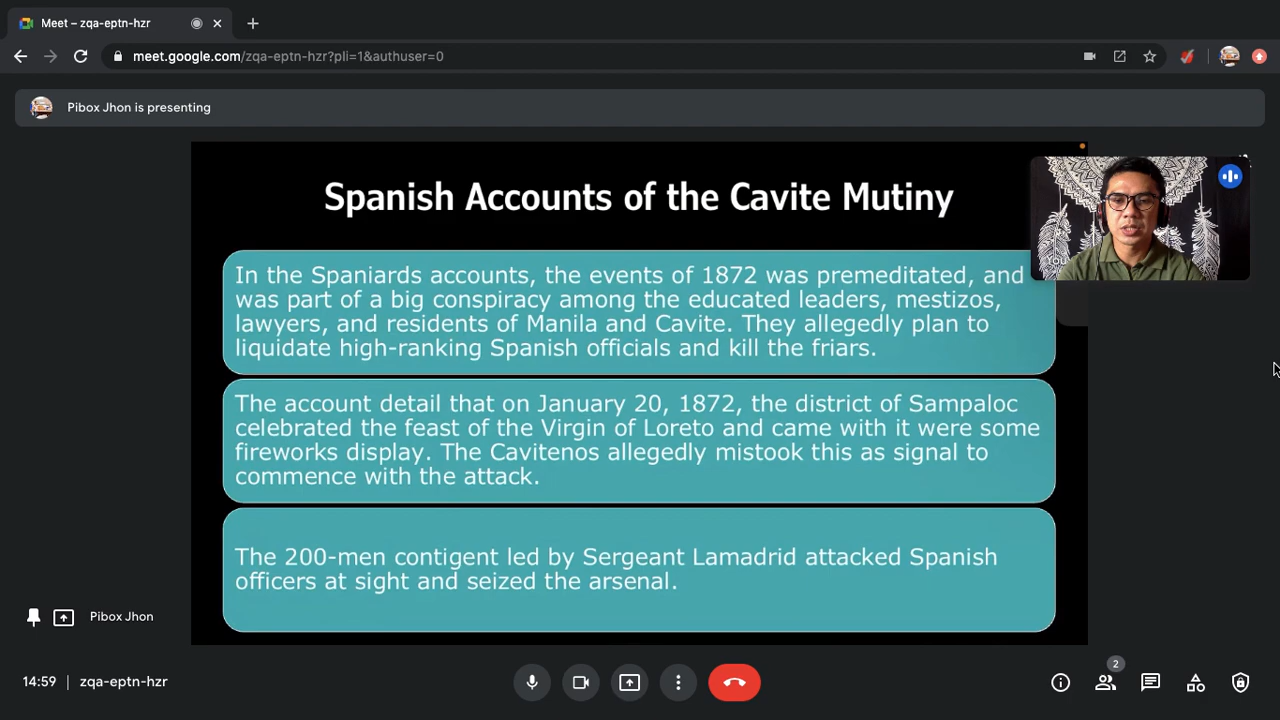 Meet – zqa-eptn-hzr
meet.google.com/zqa-eptn-hzr?pli=1&authuser=0
Pibox Jhon is presenting
Spanish Accounts of the Cavite Mutiny
In the Spaniards accounts, the events of 1872 was premeditated, and
was part of a big conspiracy among the educated leaders, mestizos,
lawyers, and residents of Manila and Cavite. They allegedly plan to
liquidate high-ranking Spanish officials and kill the friars.
You
The account detail that on January 20, 1872, the district of Sampaloc
celebrated the feast of the Virgin of Loreto and came with it were some
fireworks display. The Cavitenos allegedly mistook this as signal to
commence with the attack.
The 200-men contigent led by Sergeant Lamadrid attacked Spanish
officers at sight and seized the arsenal.
Pibox Jhon
14:59 | zqa-eptn-hzr
2